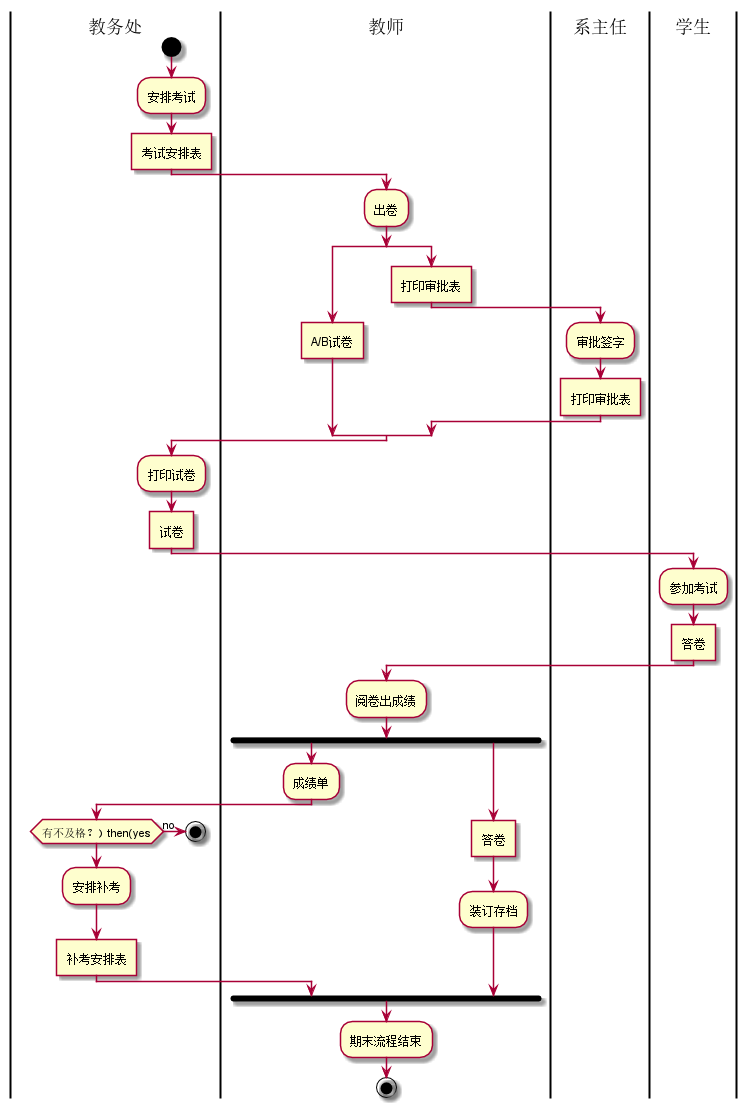 教务处
教师
系主任
学生
安排考试
考试安排表
出卷
打印审批表
A/B试卷
审批签字
打印审批表
打印试卷
试卷
参加考试
答卷
阅卷出成绩
成绩单
有不及格？) then(yes
no
答卷
安排补考
装订存档
补考安排表
期末流程结束